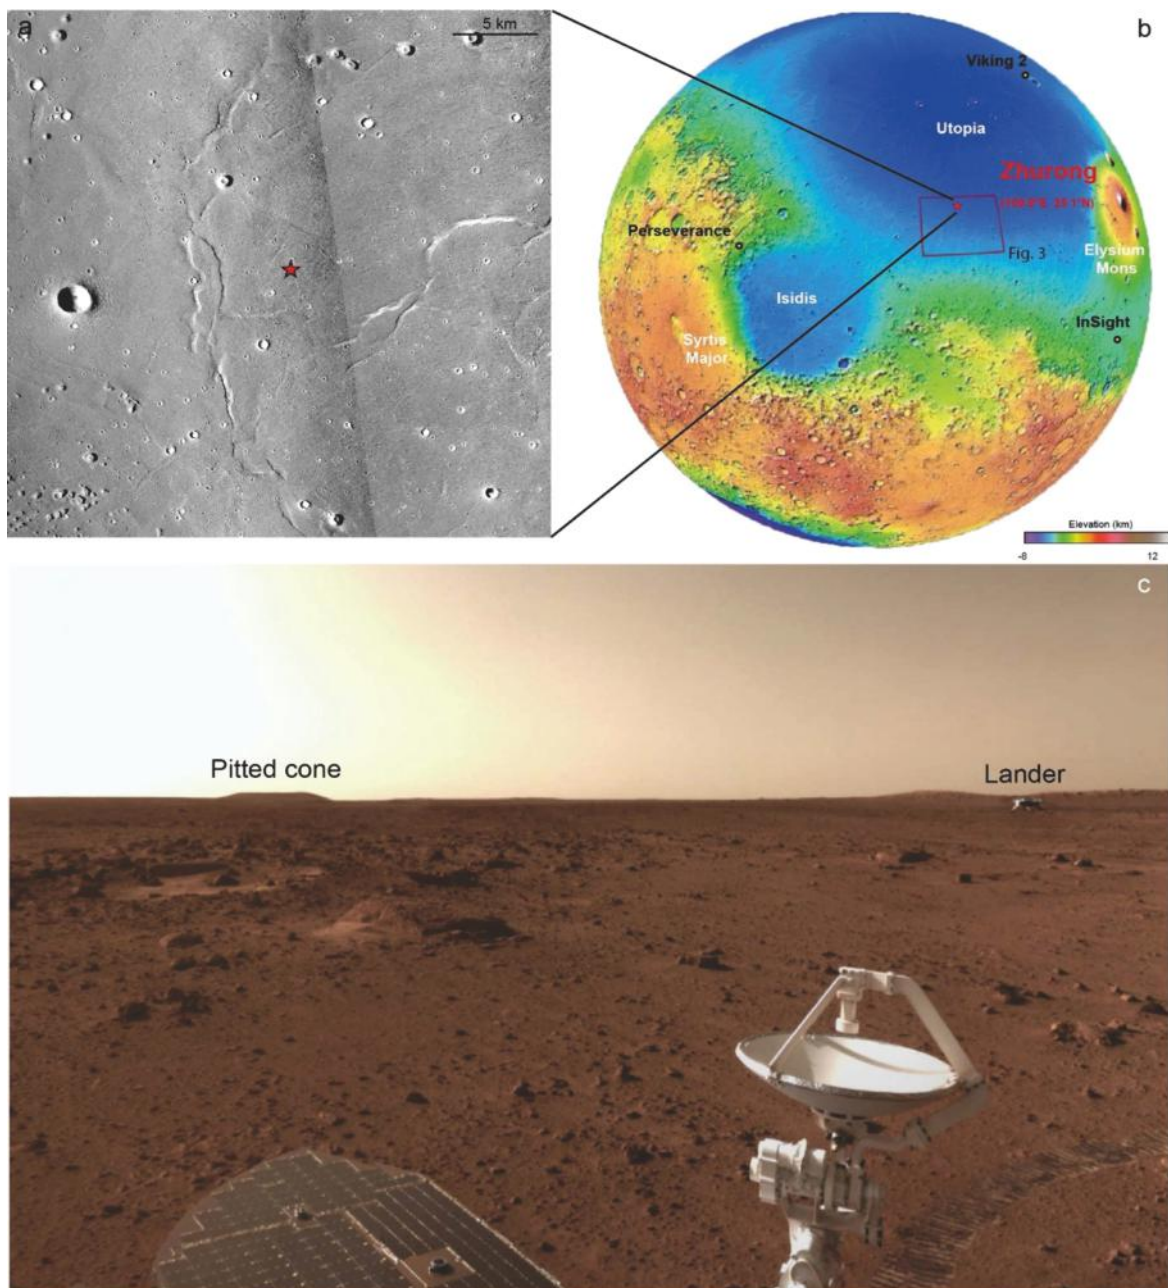 a
5 km
b
Viking 2
Utopia
Zhurong
Perseverance
Fig. 3
Elysium
Mons
Isidis
InSight
Syrtis
Major
Elevation (km)
-8 12
c
Pitted cone
Lander